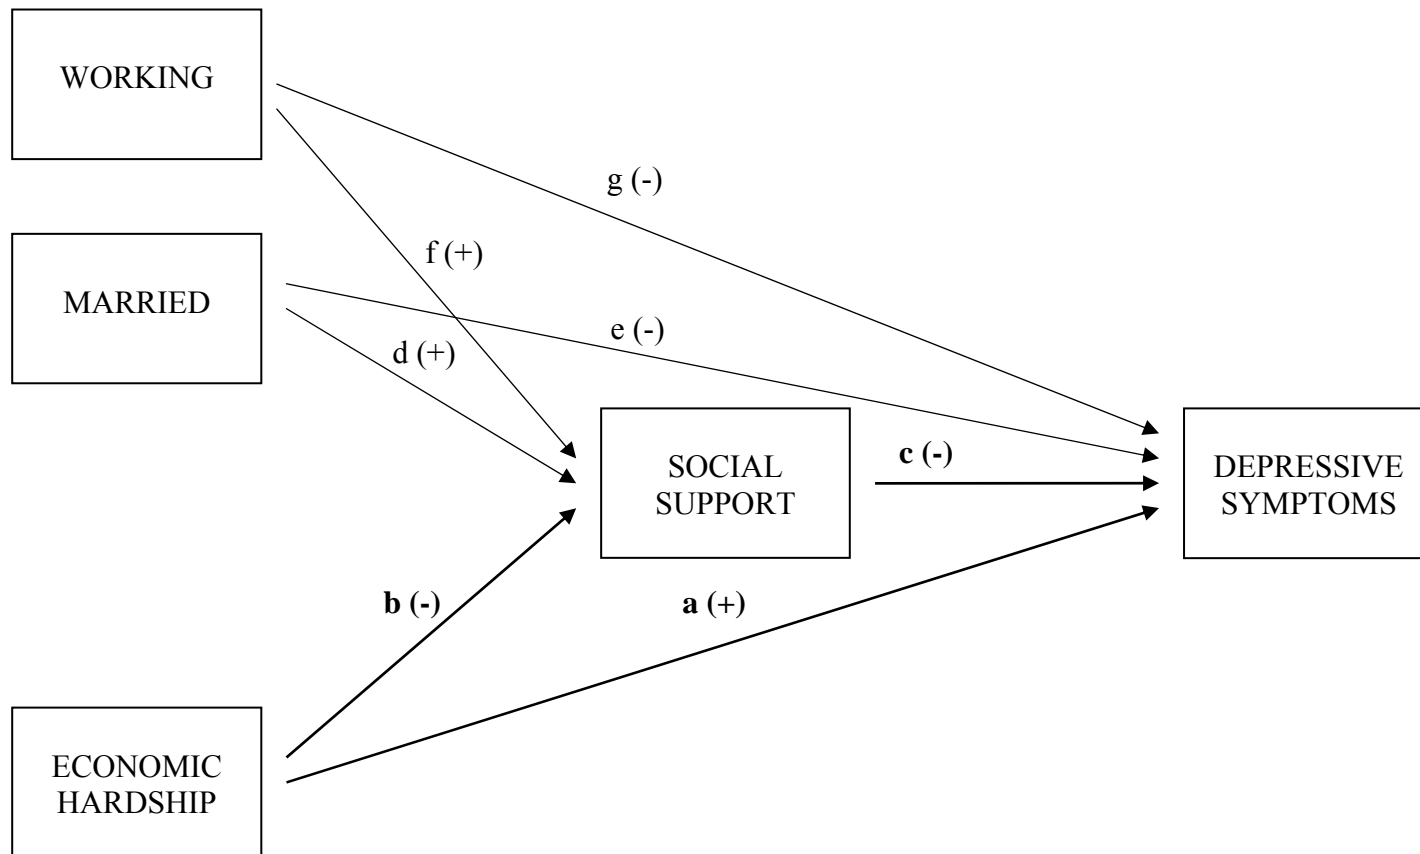 WORKING
g (-)
f (+)
MARRIED
e (-)
d (+)
SOCIAL
SUPPORT
c (-)
DEPRESSIVE
SYMPTOMS
b (-)
a (+)
ECONOMIC
HARDSHIP